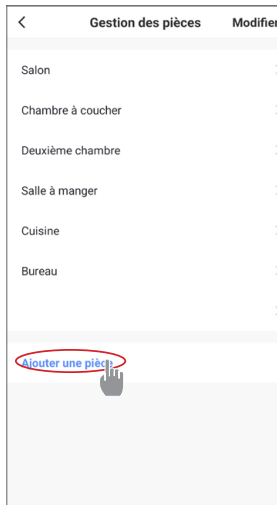 Gestion des pièces
Modifier
Salon
Chambre à coucher
Deuxième chambre
Salle à manger
Cuisine
Bureau
Ajouter une pièce